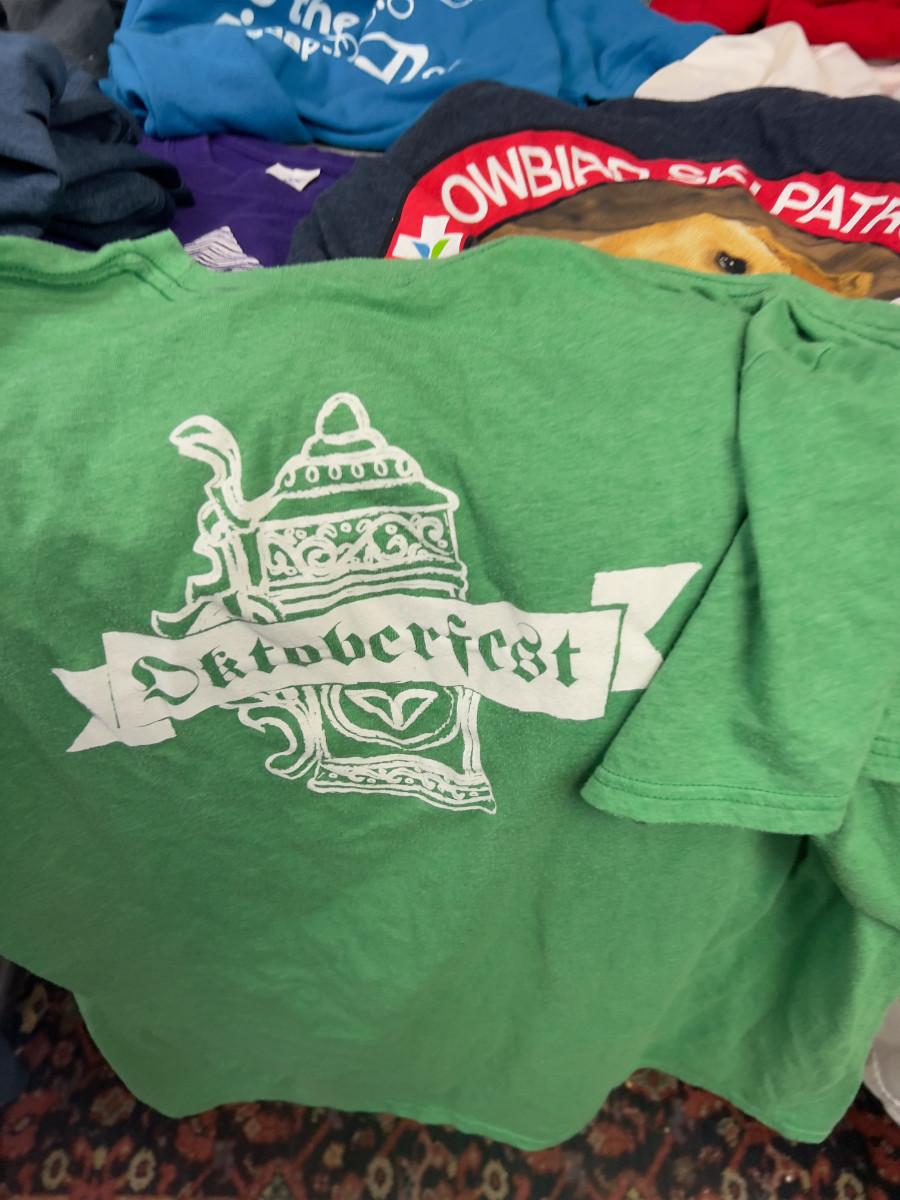 the
OWBIRD SKI PATR
Oktoberfest